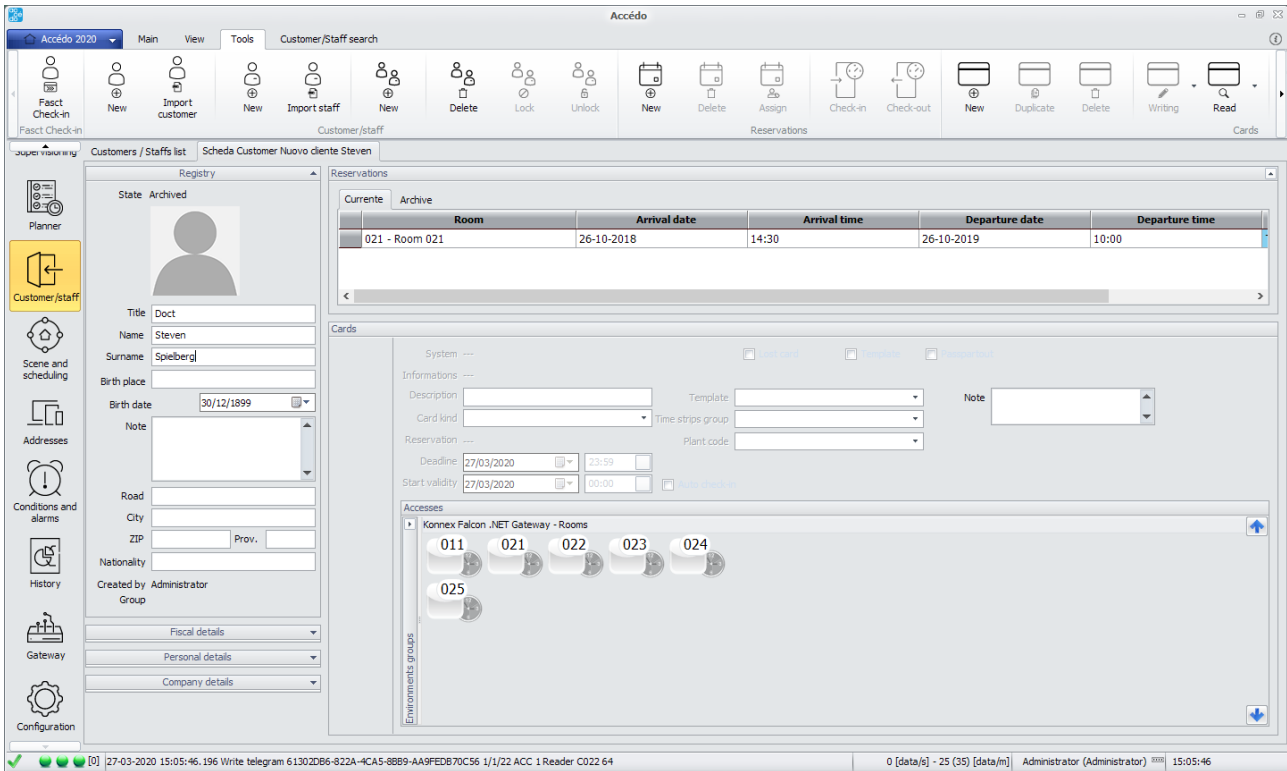 Accédo
Accédo 2020 Main View Tools Customer/Staff search
Fasct Check-in New Import customer New Import staff New Delete Lock Unlock New Delete Assign Check-in Check-out New Duplicate Delete Writing Read
Fasct Check-in Customer/staff Reservations Cards
Supervisioning
Planner
Customer/staff
Scene and scheduling
Addresses
Conditions and alarms
History
Gateway
Configuration
Customers / Staffs list Scheda Customer Nuovo cliente Steven
Registry
State Archived
Title Doct
Name Steven
Surname Spielberg
Birth place
Birth date 30/12/1899
Note
Road
City
ZIP Prov.
Nationality
Created by Administrator
Group
Fiscal details
Personal details
Company details
Reservations
Currente Archive
Room Arrival date Arrival time Departure date Departure time
021 - Room 021 26-10-2018 14:30 26-10-2019 10:00
Cards
System --- Last card Template
Informations ---
Description Template Note
Card kind Time strips group
Reservation --- Plant code
Deadline 27/03/2020 23:59
Start validity 27/03/2020 00:00 Auto check-in
Accesses
Konnex Falcon .NET Gateway - Rooms
011 021 022 023 024
025
Environments groups
[0] 27-03-2020 15:05:46.196 Write telegram 61302DB6-822A-4CA5-8BB9-AA9FEDB70C56 1/1/22 ACC 1 Reader C022 64 0 [data/s] - 25 (35) [data/m] Administrator (Administrator) 15:05:46